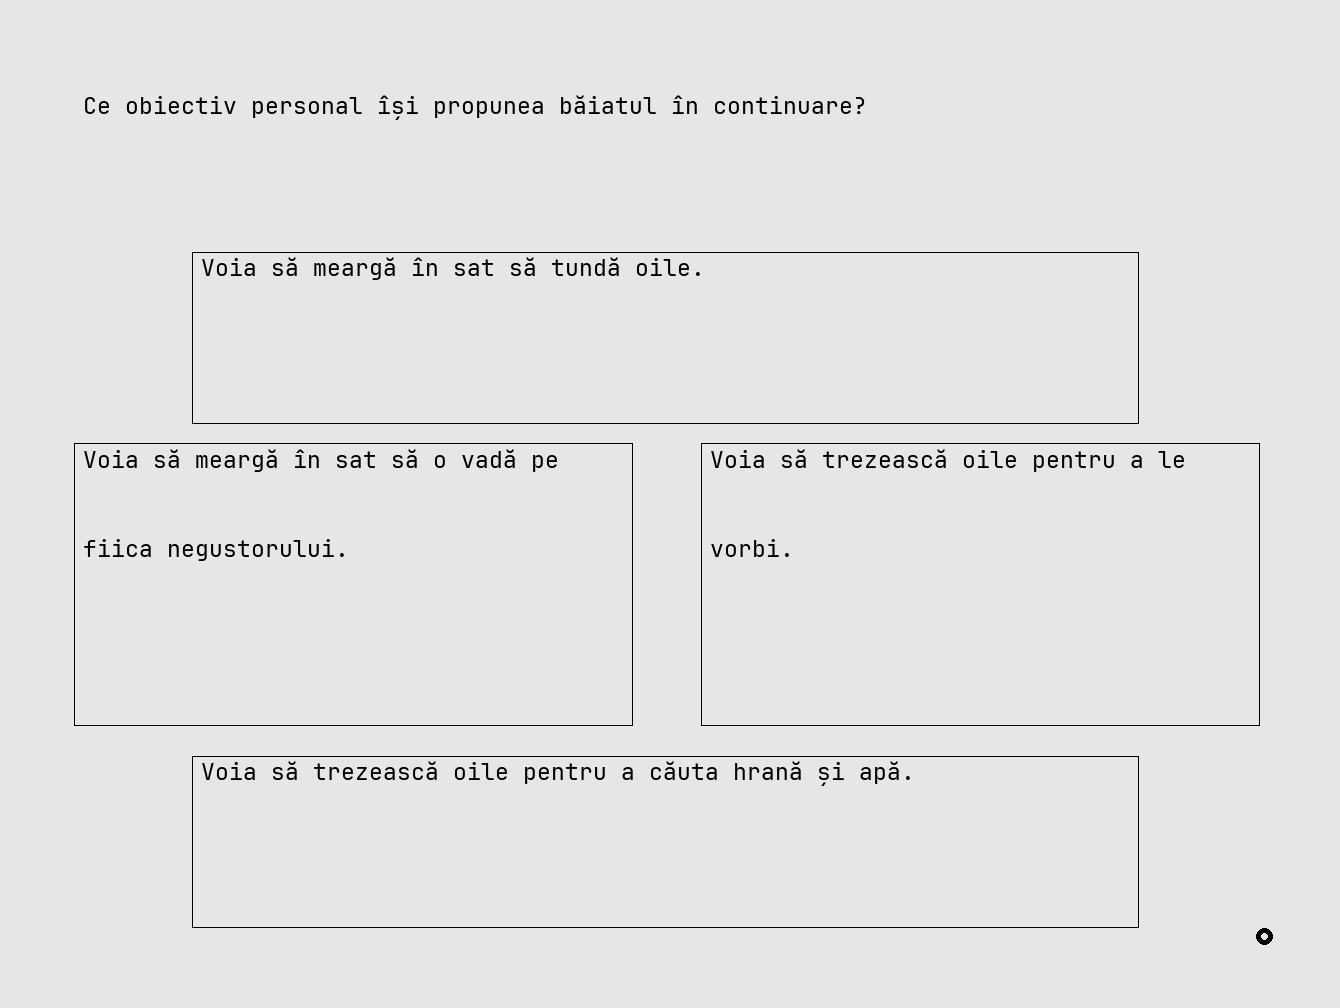 Ce obiectiv personal își propunea băiatul în continuare?
Voia să meargă în sat să tundă oile.
Voia să meargă în sat să o vadă pe
fiica negustorului.
Voia să trezească oile pentru a le
vorbi.
Voia să trezească oile pentru a căuta hrană și apă.